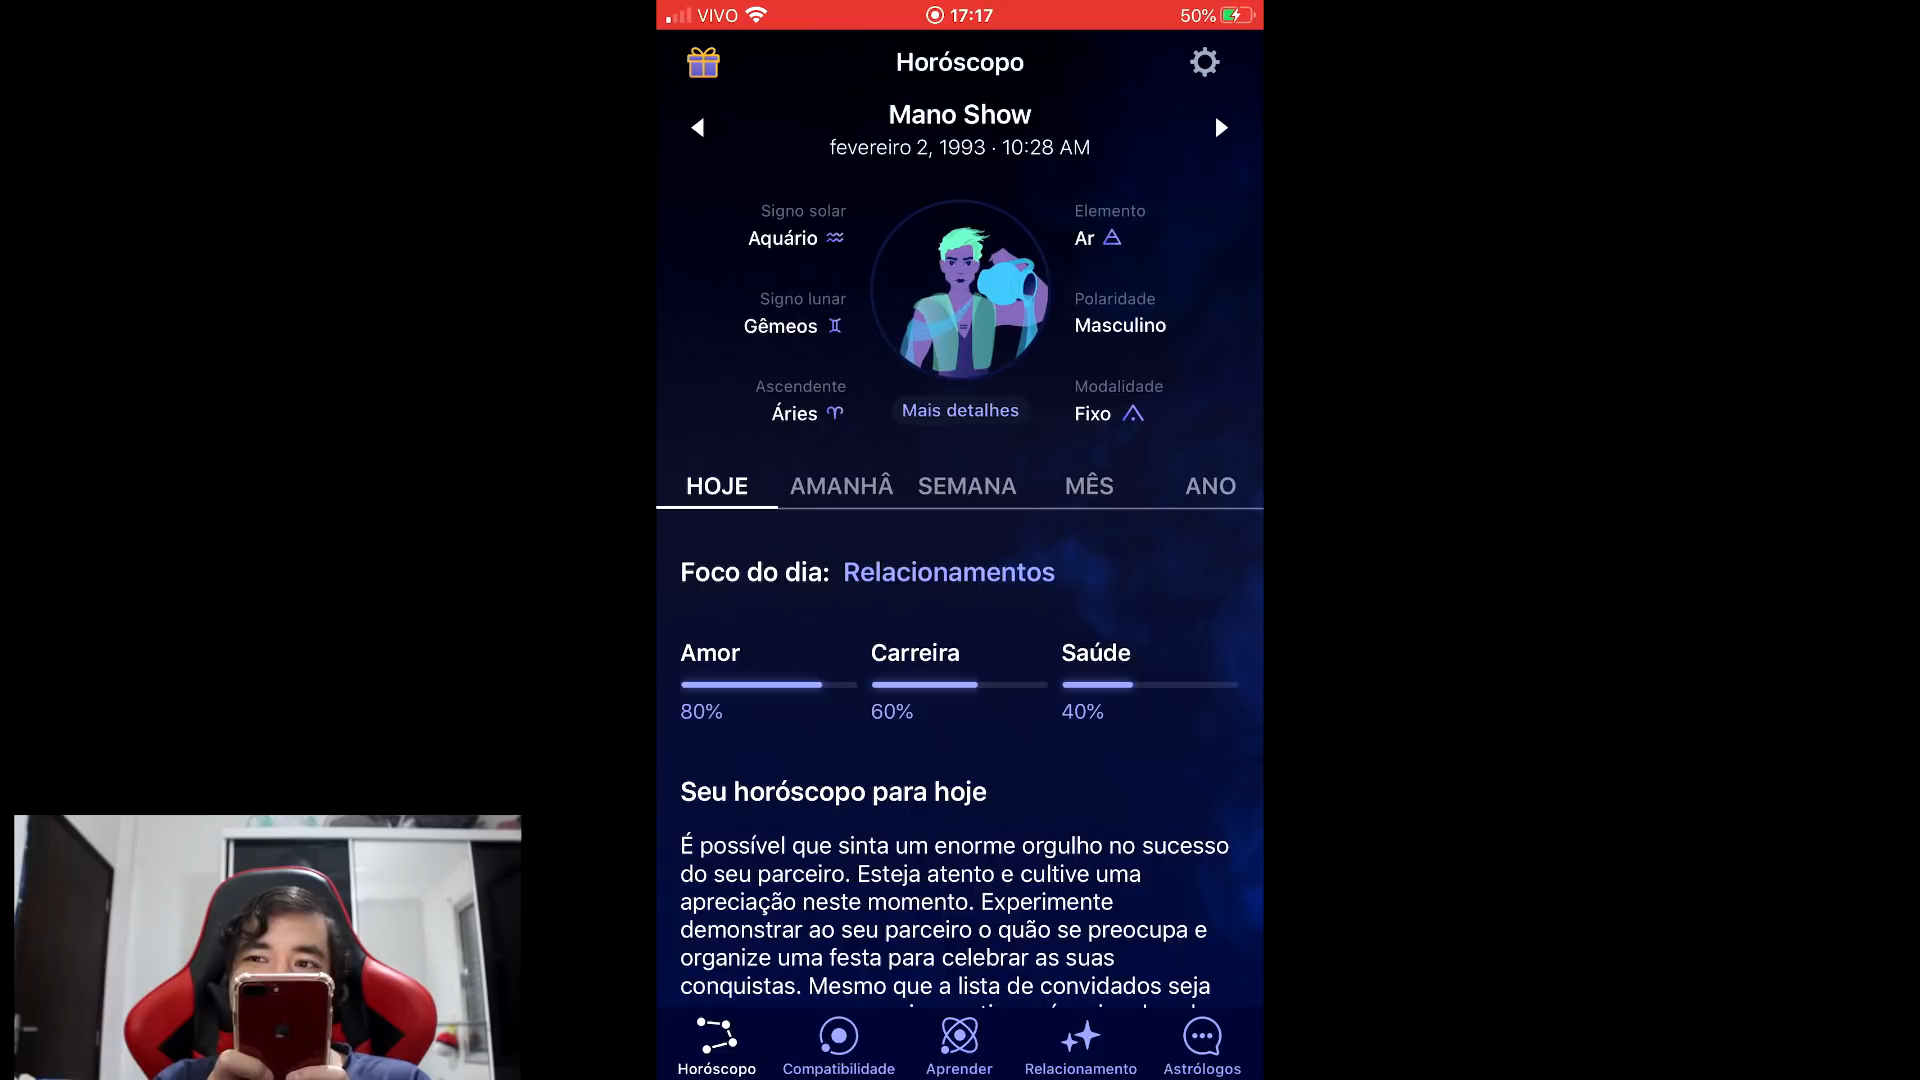 VIVO 17:17 50%
Horóscopo
Mano Show
fevereiro 2, 1993 · 10:28 AM
Signo solar
Aquário
Elemento
Ar
Signo lunar
Gêmeos
Polaridade
Masculino
Ascendente
Áries
Modalidade
Fixo
Mais detalhes
HOJE AMANHÂ SEMANA MÊS ANO
Foco do dia: Relacionamentos
Amor Carreira Saúde
80% 60% 40%
Seu horóscopo para hoje
É possível que sinta um enorme orgulho no sucesso
do seu parceiro. Esteja atento e cultive uma
apreciação neste momento. Experimente
demonstrar ao seu parceiro o quão se preocupa e
organize uma festa para celebrar as suas
conquistas. Mesmo que a lista de convidados seja
Horóscopo Compatibilidade Aprender Relacionamento Astrólogos